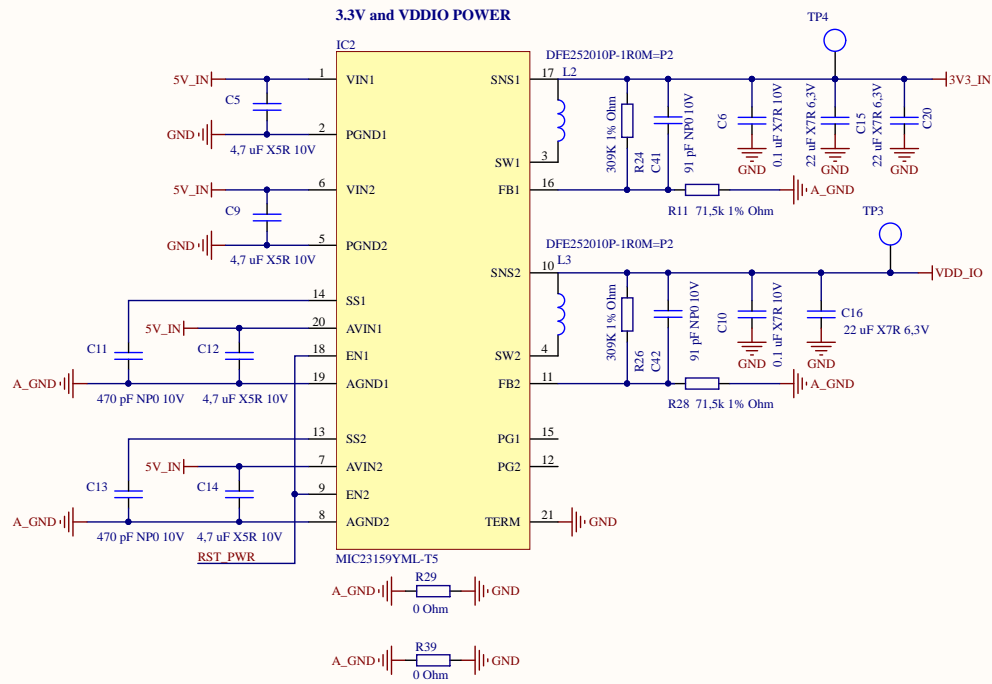 3.3V and VDDIO POWER
TP4
IC2
DFE252010P-1R0M=P2
5V_IN
1
VIN1
SNS1
17
L2
3V3_IN
C5
309K 1% Ohm
R24
C41
91 pF NP0 10V
C6
0.1 uF X7R 10V
C15
22 uF X7R 6,3V
22 uF X7R 6,3V
C20
GND
2
PGND1
4,7 uF X5R 10V
SW1
3
GND
GND
GND
5V_IN
6
VIN2
FB1
16
A_GND
C9
R11 71,5k 1% Ohm
TP3
GND
5
PGND2
4,7 uF X5R 10V
DFE252010P-1R0M=P2
L3
SNS2
10
VDD_IO
14
SS1
309K 1% Ohm
R26
C42
91 pF NP0 10V
C10
0.1 uF X7R 10V
C16
22 uF X7R 6,3V
5V_IN
20
AVIN1
C11
C12
18
EN1
SW2
4
GND
GND
A_GND
19
AGND1
FB2
11
A_GND
470 pF NP0 10V
4,7 uF X5R 10V
R28 71,5k 1% Ohm
13
SS2
PG1
15
5V_IN
7
AVIN2
PG2
12
C13
C14
9
EN2
A_GND
8
AGND2
TERM
21
GND
470 pF NP0 10V
4,7 uF X5R 10V
RST_PWR
MIC23159YML-T5
R29
A_GND
GND
0 Ohm
R39
A_GND
GND
0 Ohm